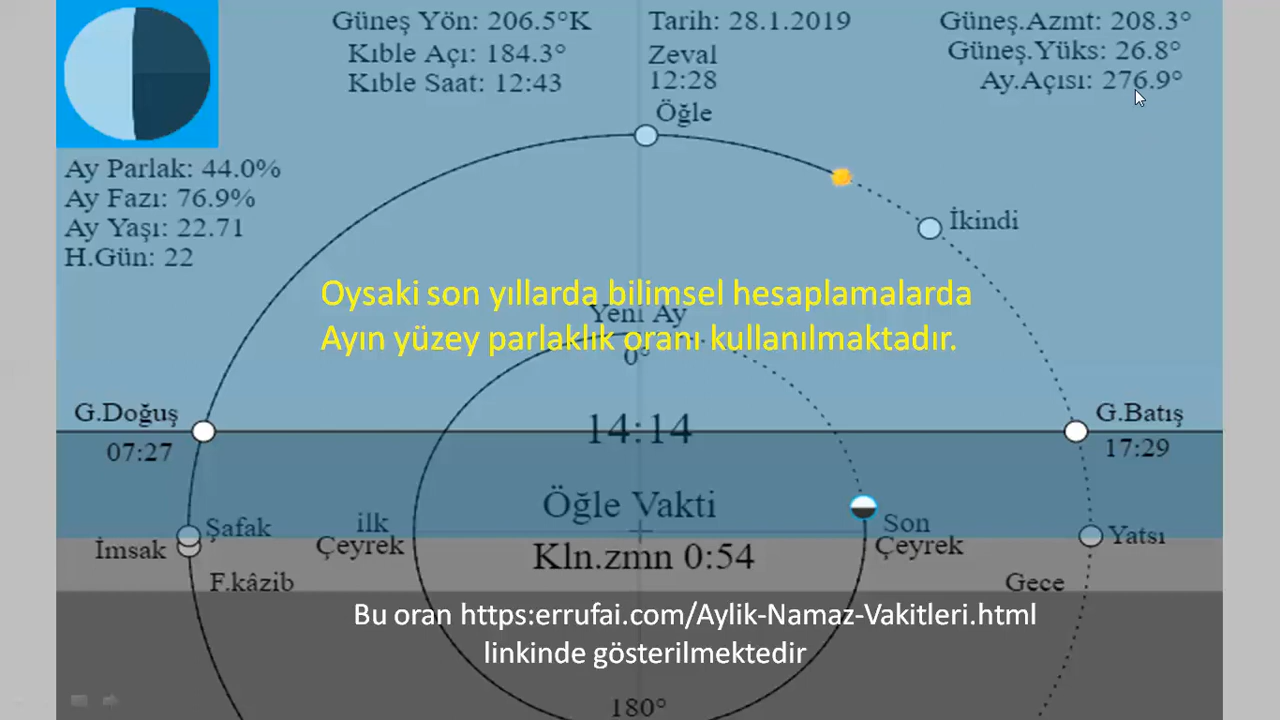 Güneş Yön: 206.5°K
Kıble Açı: 184.3°
Kıble Saat: 12:43
Tarih: 28.1.2019
Zeval
12:28
Öğle
Güneş.Azmt: 208.3°
Güneş.Yüks: 26.8°
Ay.Açısı: 276.9°
Ay Parlak: 44.0%
Ay Fazı: 76.9%
Ay Yaşı: 22.71
H.Gün: 22
İkindi
Oysaki son yıllarda bilimsel hesaplamalarda
Yeni Ay
Ayın yüzey parlaklık oranı kullanılmaktadır.
0°
G.Doğuş
07:27
14:14
G.Batış
17:29
Öğle Vakti
Şafak
İmsak
ilk
Çeyrek
Son
Çeyrek
Yatsı
Kln.zmn 0:54
F.kâzib
Gece
Bu oran https:errufai.com/Aylik-Namaz-Vakitleri.html
linkinde gösterilmektedir
180°